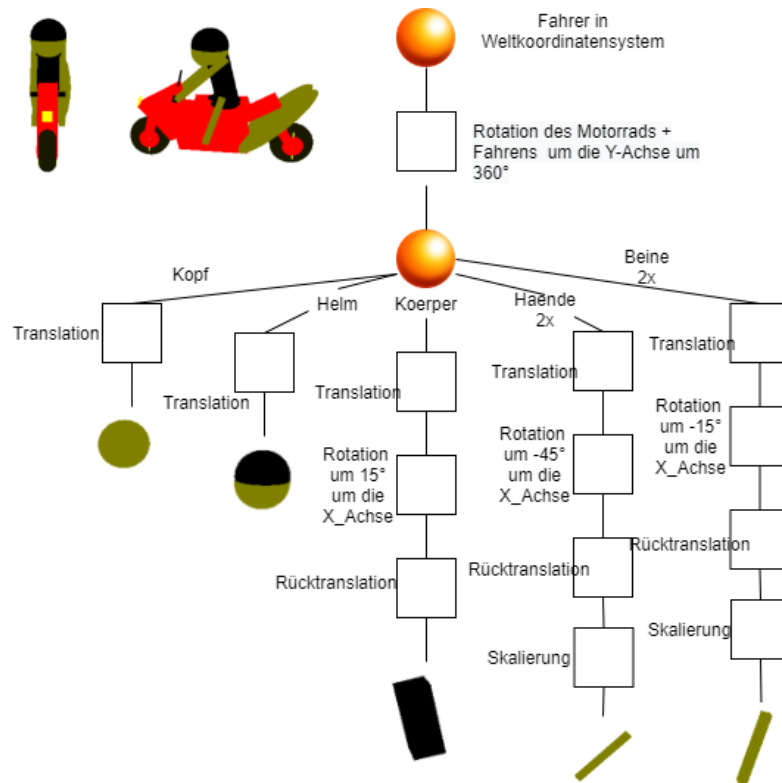 Fahrer in
Weltkoordinatensystem
Rotation des Motorrads +
Fahrens um die Y-Achse um
360°
Kopf
Helm
Koerper
Haende
2x
Beine
2x
Translation
Translation
Translation
Translation
Translation
Rotation
um 15°
um die
X_Achse
Rotation
um -45°
um die
X_Achse
Rotation
um -15°
um die
X_Achse
Rücktranslation
Rücktranslation
Rücktranslation
Skalierung
Skalierung